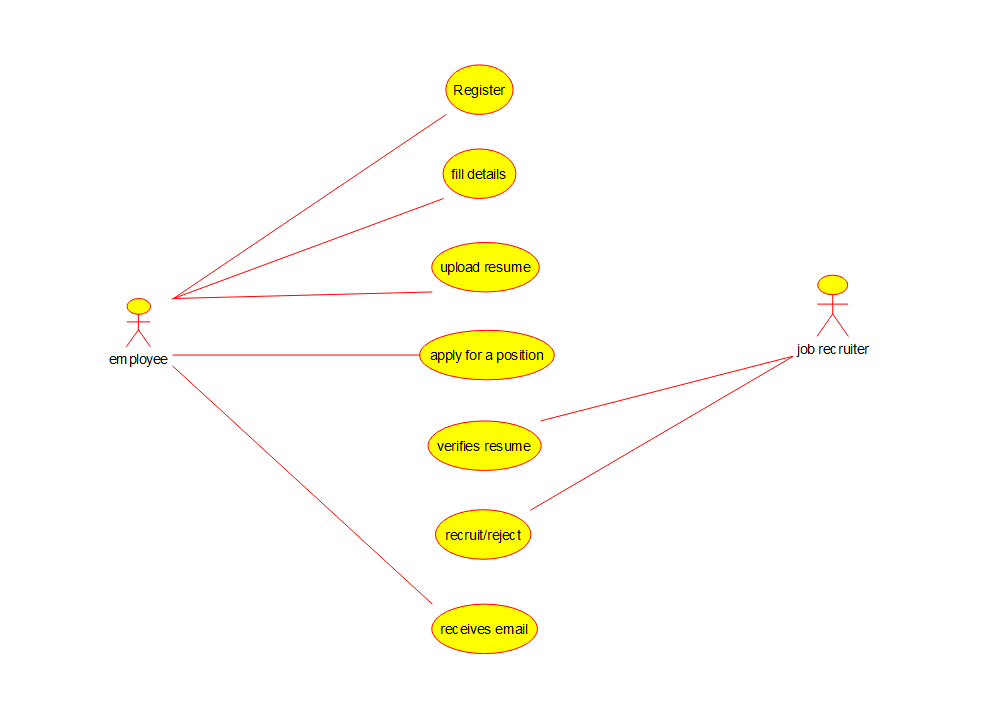 Register
fill details
upload resume
employee
apply for a position
job recruiter
verifies resume
recruit/reject
receives email